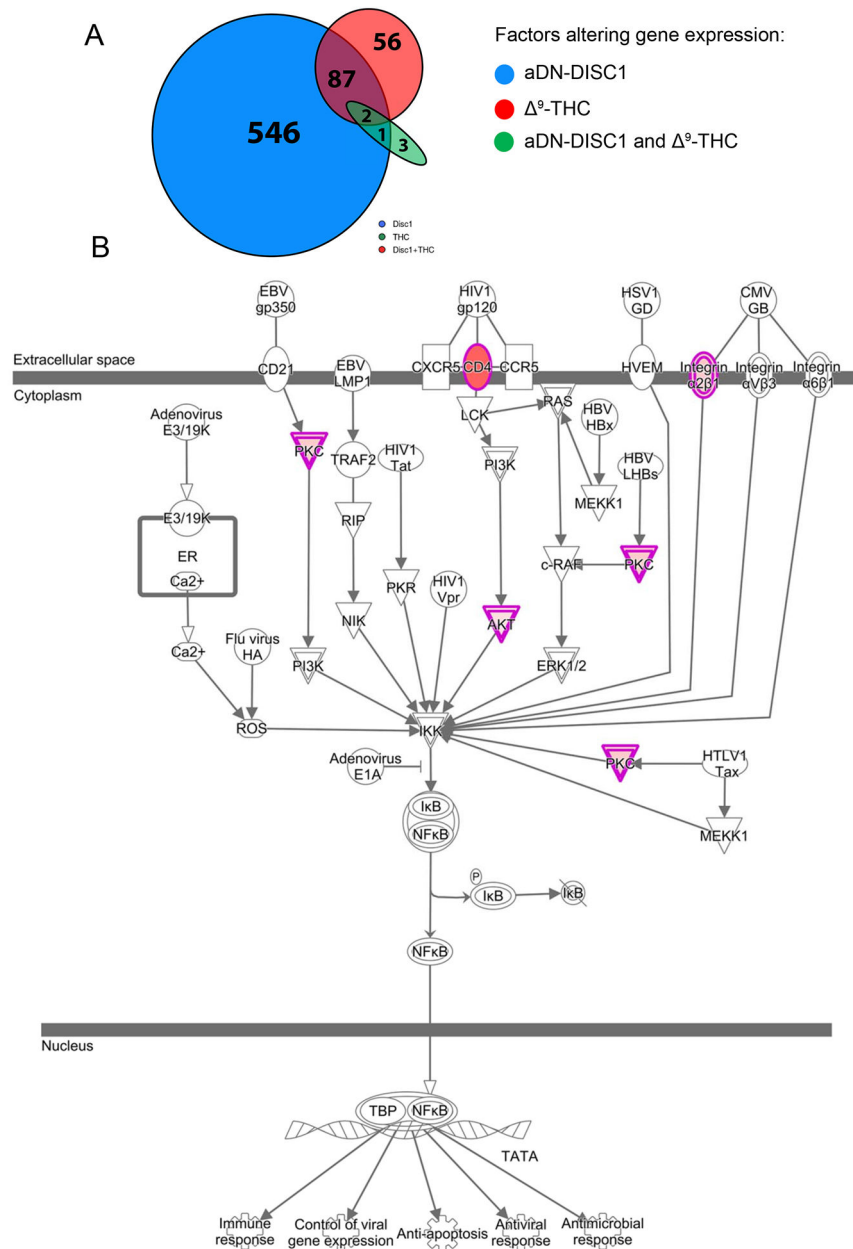 A
56
87
546
2
1
3
Factors altering gene expression:
aDN-DISC1
Δ⁹-THC
aDN-DISC1 and Δ⁹-THC
Disc1
THC
Disc1+THC
B
EBV
gp350
HIV1
gp120
HSV1
GD
CMV
GB
Extracellular space
Cytoplasm
CD21
EBV
LMP1
CXCR5
CD4
CCR5
HVEM
Integrin
α2β1
Integrin
αVβ3
Integrin
α6β1
Adenovirus
E3/19K
PKC
TRAF2
HIV1
Tat
LCK
RAS
HBV
HBx
PI3K
HBV
LHBs
MEKK1
E3/19K
RIP
ER
Ca2+
PKR
HIV1
Vpr
c-RAF
PKC
NIK
AKT
Ca2+
Flu virus
HA
PI3K
ERK1/2
ROS
IKK
Adenovirus
E1A
PKC
HTLV1
Tax
IκB
NFκB
MEKK1
P
IκB
IκB
NFκB
Nucleus
TBP
NFκB
TATA
Immune
response
Control of viral
gene expression
Anti-apoptosis
Antiviral
response
Antimicrobial
response